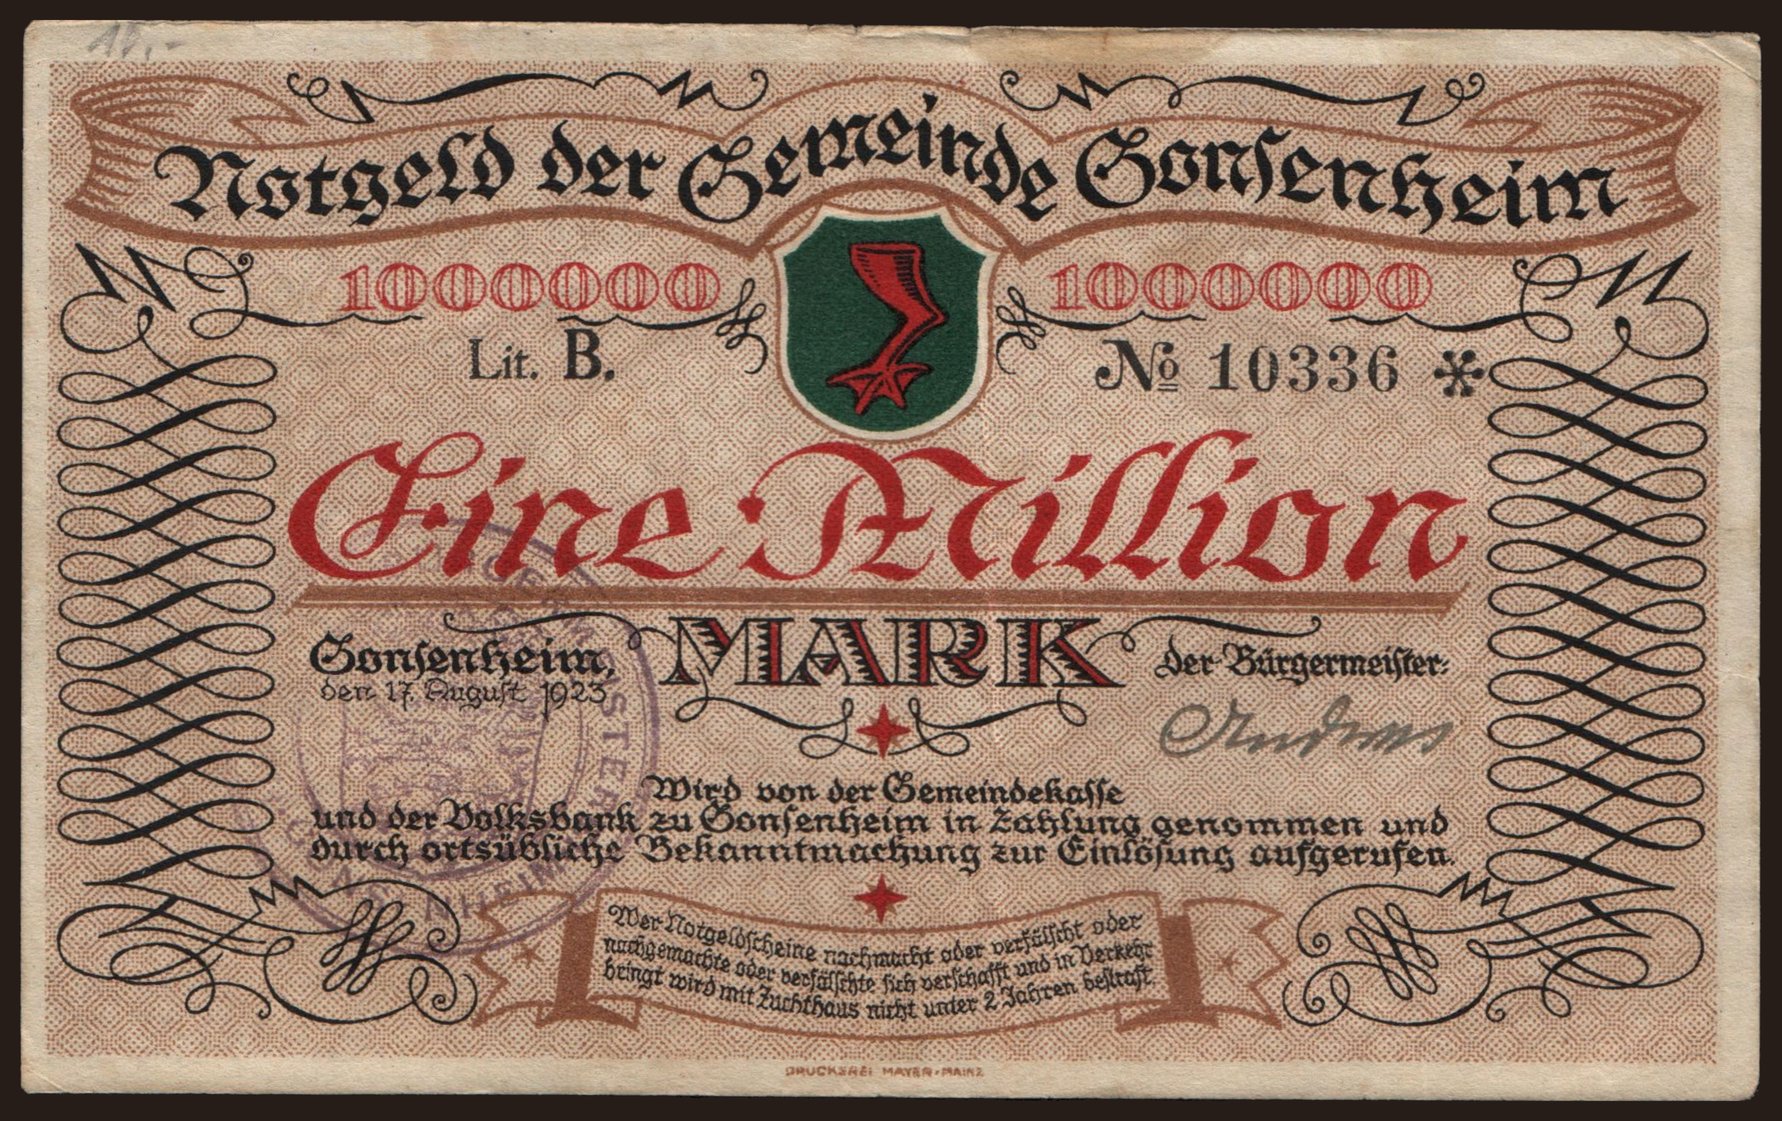 10.-
Notgeld der Gemeinde Gonsenheim
1000000 1000000
Lit. B. № 10336 *
Eine Million
MARK
Gonsenheim,
den 17. August 1923
der Bürgermeister:
Wird von der Gemeindekasse
und der Volksbank zu Gonsenheim in Zahlung genommen und
durch ortsübliche Bekanntmachung zur Einlösung aufgerufen.
Wer Notgeldscheine nachmacht oder verfälscht oder
nachgemachte oder verfälschte sich verschafft und in Verkehr
bringt wird mit Zuchthaus nicht unter 2 Jahren bestraft.
DRUCKEREI MAYER-MAINZ